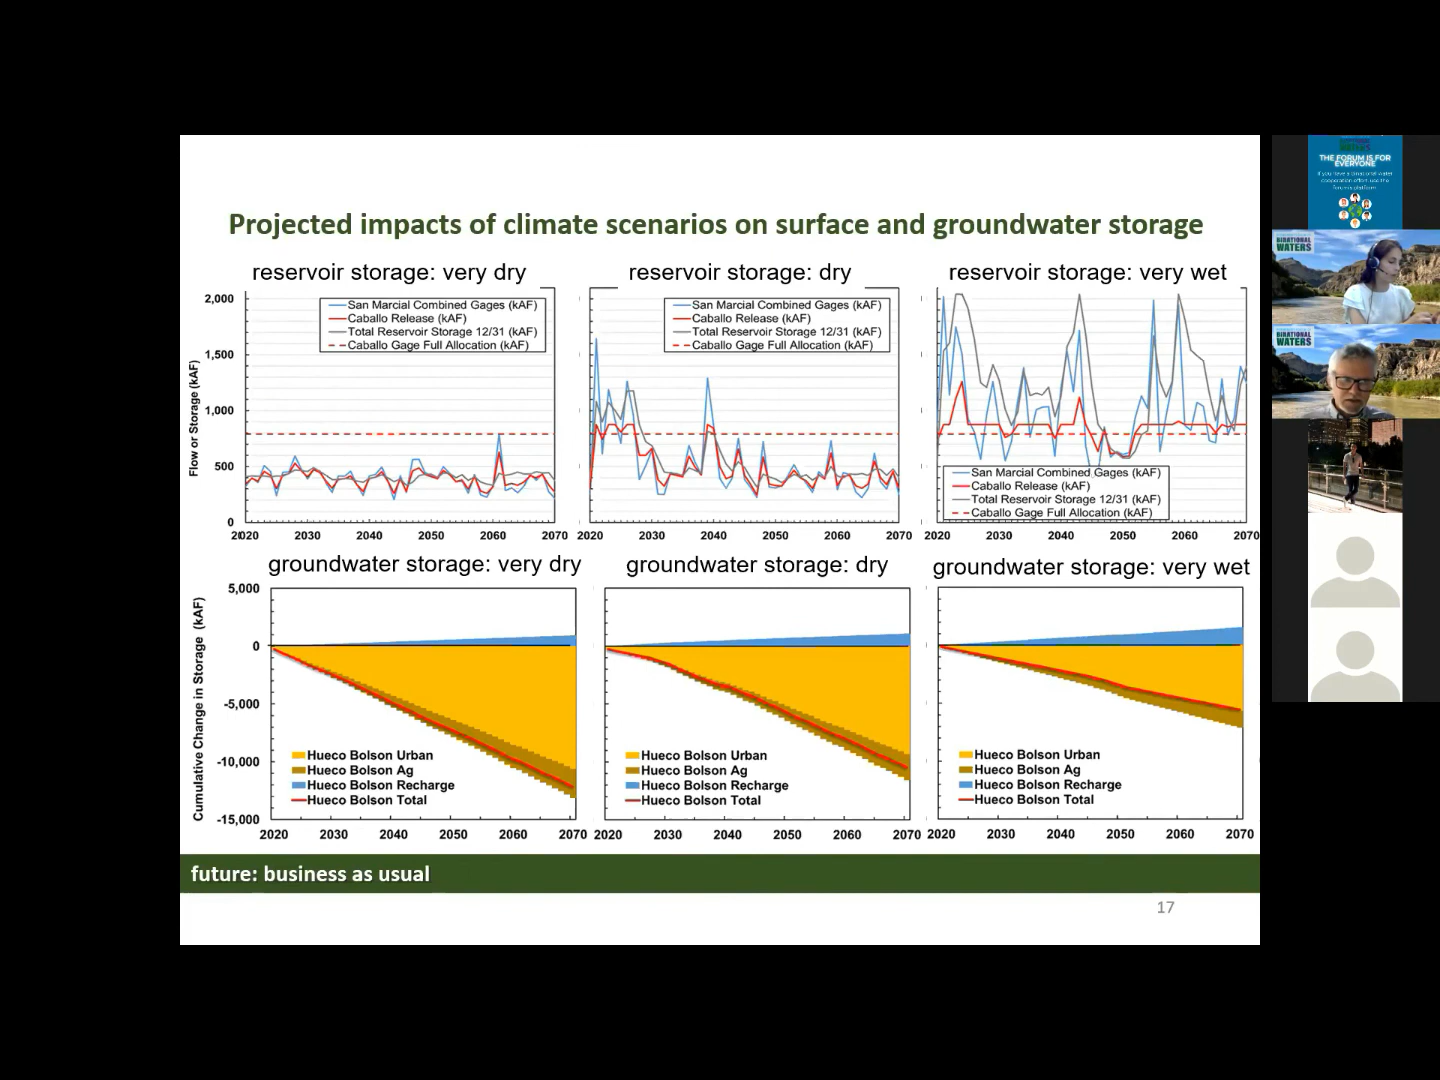 Projected impacts of climate scenarios on surface and groundwater storage
reservoir storage: very dry
reservoir storage: dry
reservoir storage: very wet
Flow or Storage (kAF)
2,000
1,500
1,000
500
0
San Marcial Combined Gages (kAF)
Caballo Release (kAF)
Total Reservoir Storage 12/31 (kAF)
Caballo Gage Full Allocation (kAF)
2020 2030 2040 2050 2060 2070
San Marcial Combined Gages (kAF)
Caballo Release (kAF)
Total Reservoir Storage 12/31 (kAF)
Caballo Gage Full Allocation (kAF)
2020 2030 2040 2050 2060 2070
San Marcial Combined Gages (kAF)
Caballo Release (kAF)
Total Reservoir Storage 12/31 (kAF)
Caballo Gage Full Allocation (kAF)
2020 2030 2040 2050 2060 2070
groundwater storage: very dry
groundwater storage: dry
groundwater storage: very wet
Cumulative Change in Storage (kAF)
5,000
0
-5,000
-10,000
-15,000
Hueco Bolson Urban
Hueco Bolson Ag
Hueco Bolson Recharge
Hueco Bolson Total
2020 2030 2040 2050 2060 2070
Hueco Bolson Urban
Hueco Bolson Ag
Hueco Bolson Recharge
Hueco Bolson Total
2020 2030 2040 2050 2060 2070
Hueco Bolson Urban
Hueco Bolson Ag
Hueco Bolson Recharge
Hueco Bolson Total
2020 2030 2040 2050 2060 2070
future: business as usual
17
THE FORUM IS FOR
EVERYONE
BINATIONAL
WATERS
BINATIONAL
WATERS